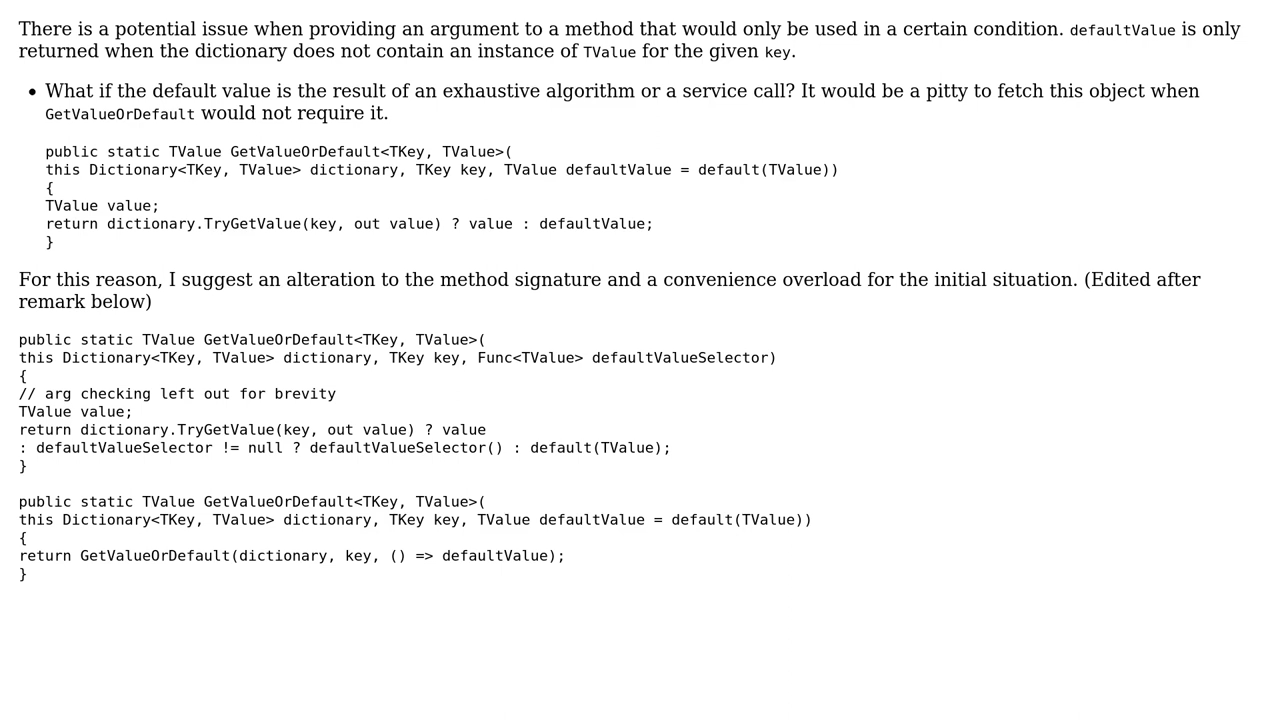 There is a potential issue when providing an argument to a method that would only be used in a certain condition. defaultValue is only
returned when the dictionary does not contain an instance of TValue for the given key.
• What if the default value is the result of an exhaustive algorithm or a service call? It would be a pitty to fetch this object when
GetValueOrDefault would not require it.
public static TValue GetValueOrDefault<TKey, TValue>(
this Dictionary<TKey, TValue> dictionary, TKey key, TValue defaultValue = default(TValue))
{
TValue value;
return dictionary.TryGetValue(key, out value) ? value : defaultValue;
}
For this reason, I suggest an alteration to the method signature and a convenience overload for the initial situation. (Edited after
remark below)
public static TValue GetValueOrDefault<TKey, TValue>(
this Dictionary<TKey, TValue> dictionary, TKey key, Func<TValue> defaultValueSelector)
{
// arg checking left out for brevity
TValue value;
return dictionary.TryGetValue(key, out value) ? value
: defaultValueSelector != null ? defaultValueSelector() : default(TValue);
}
public static TValue GetValueOrDefault<TKey, TValue>(
this Dictionary<TKey, TValue> dictionary, TKey key, TValue defaultValue = default(TValue))
{
return GetValueOrDefault(dictionary, key, () => defaultValue);
}